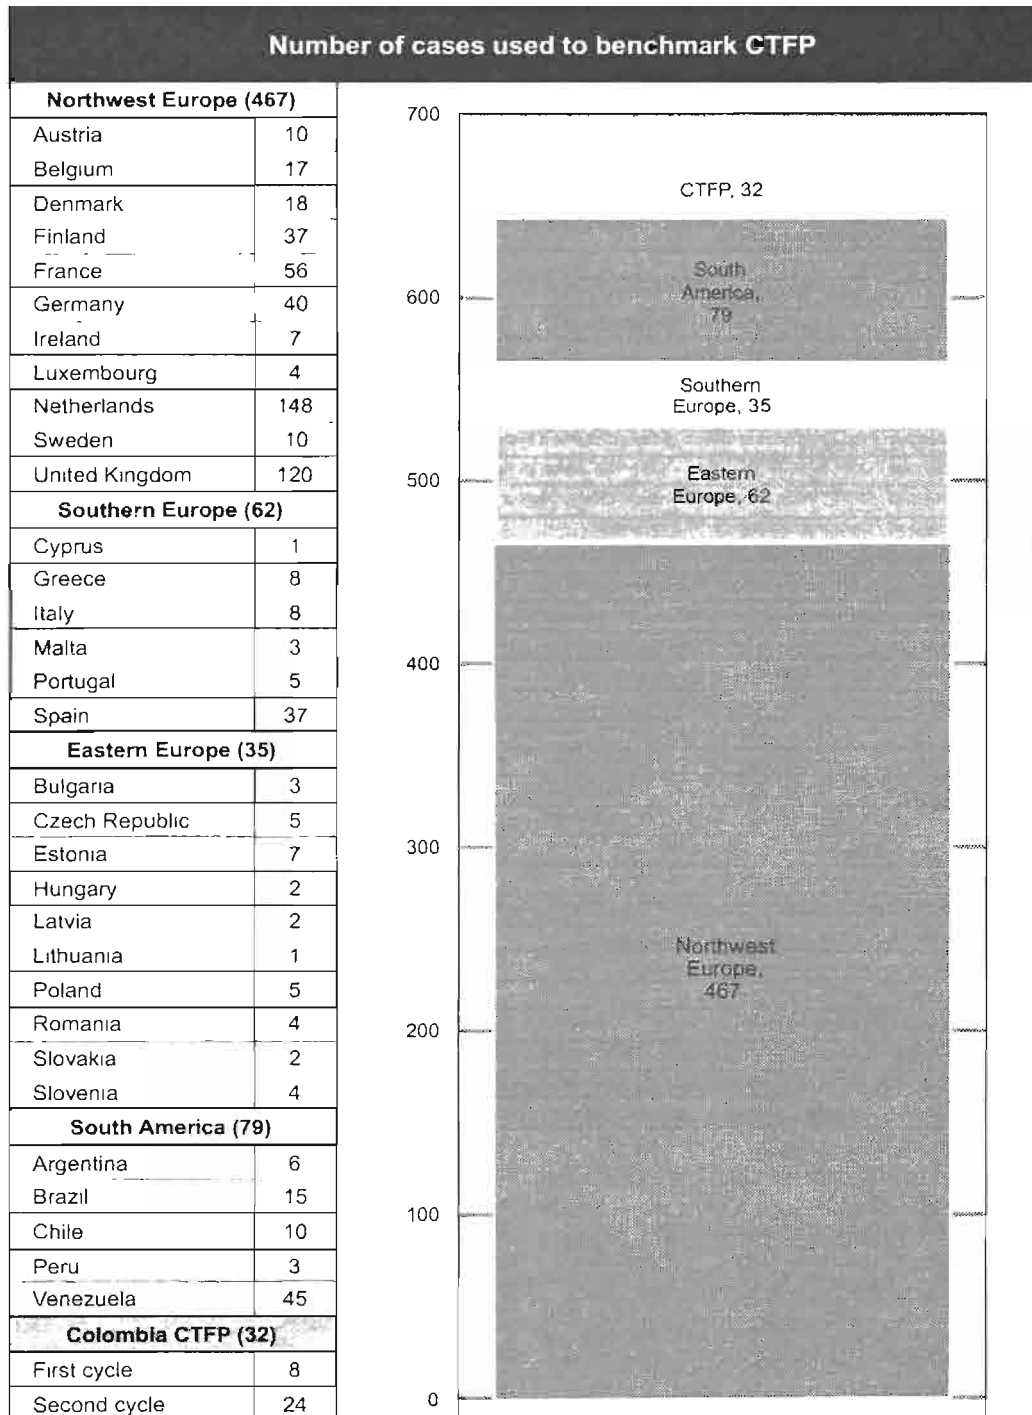 Number of cases used to benchmark CTFP
Northwest Europe (467)
Austria 10
Belgium 17
Denmark 18
Finland 37
France 56
Germany 40
Ireland 7
Luxembourg 4
Netherlands 148
Sweden 10
United Kingdom 120
Southern Europe (62)
Cyprus 1
Greece 8
Italy 8
Malta 3
Portugal 5
Spain 37
Eastern Europe (35)
Bulgaria 3
Czech Republic 5
Estonia 7
Hungary 2
Latvia 2
Lithuania 1
Poland 5
Romania 4
Slovakia 2
Slovenia 4
South America (79)
Argentina 6
Brazil 15
Chile 10
Peru 3
Venezuela 45
Colombia CTFP (32)
First cycle 8
Second cycle 24
700
600
500
400
300
200
100
0
CTFP, 32
South
America,
79
Southern
Europe, 35
Eastern
Europe, 62
Northwest
Europe,
467